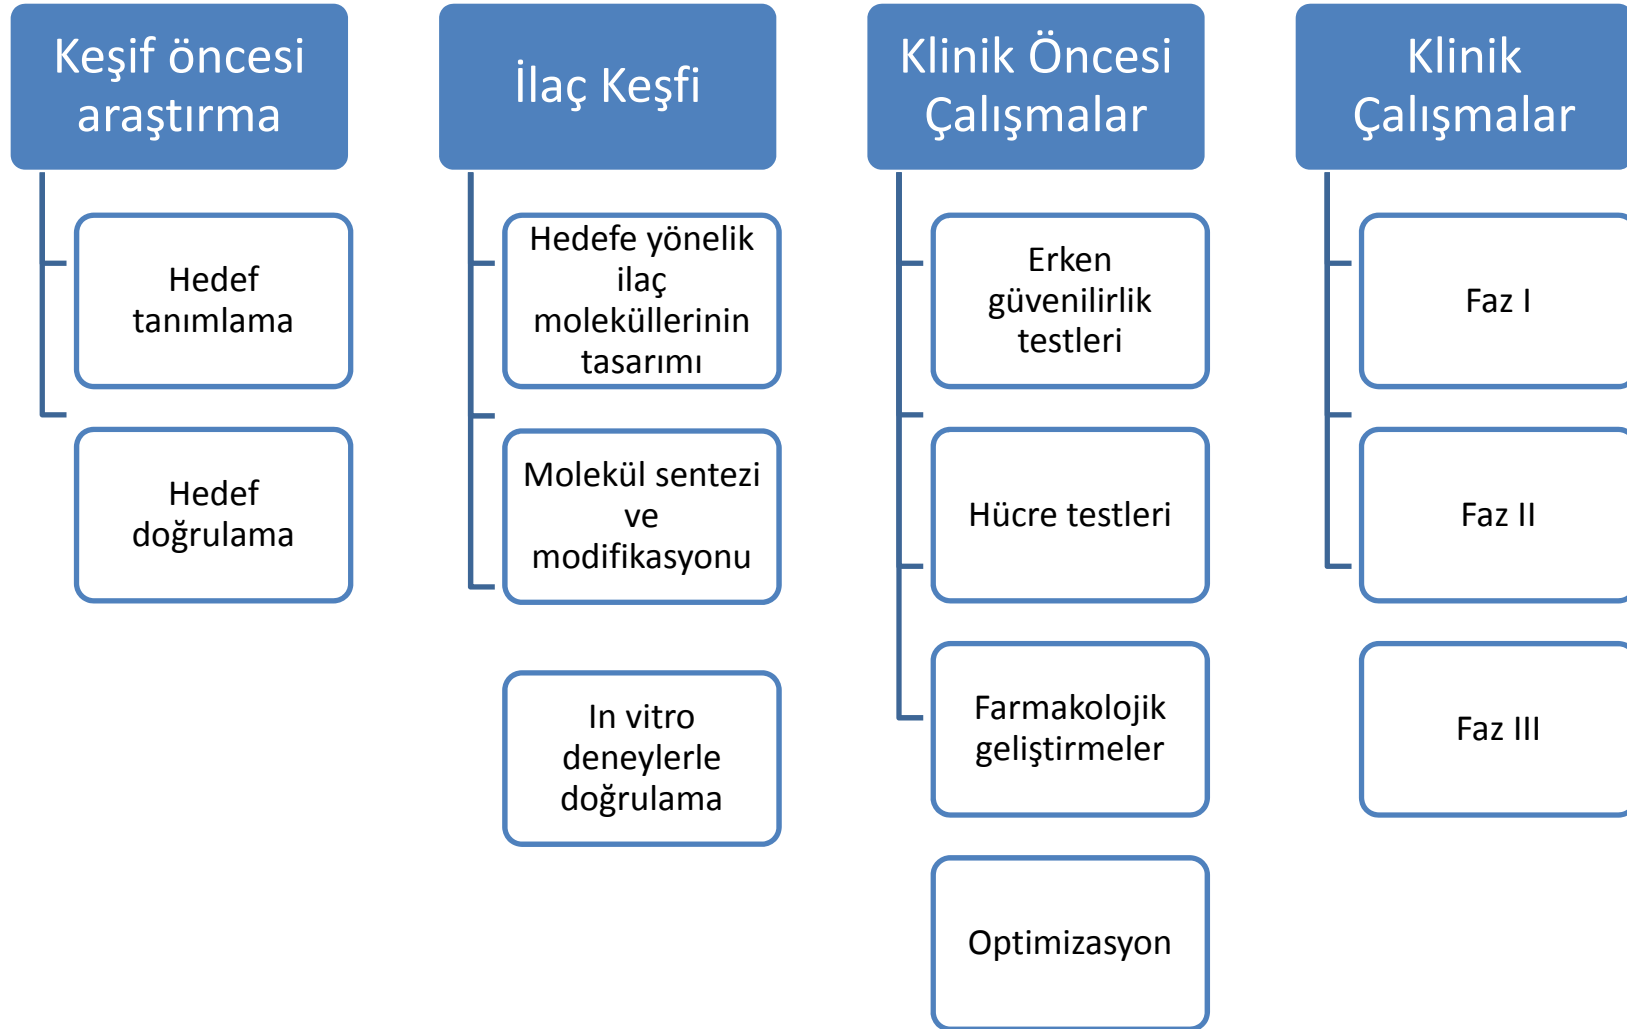 Keşif öncesi
araştırma
Hedef
tanımlama
Hedef
doğrulama
İlaç Keşfi
Hedefe yönelik
ilaç
moleküllerinin
tasarımı
Molekül sentezi
ve
modifikasyonu
In vitro
deneylerle
doğrulama
Klinik Öncesi
Çalışmalar
Erken
güvenilirlik
testleri
Hücre testleri
Farmakolojik
geliştirmeler
Optimizasyon
Klinik
Çalışmalar
Faz I
Faz II
Faz III